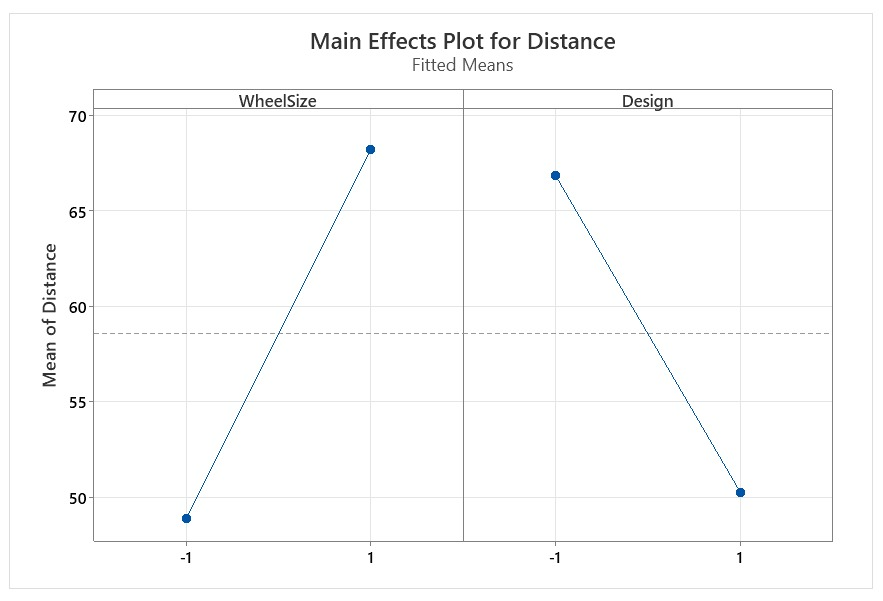 Main Effects Plot for Distance
Fitted Means
WheelSize
Design
Mean of Distance
70
65
60
55
50
-1
1
-1
1